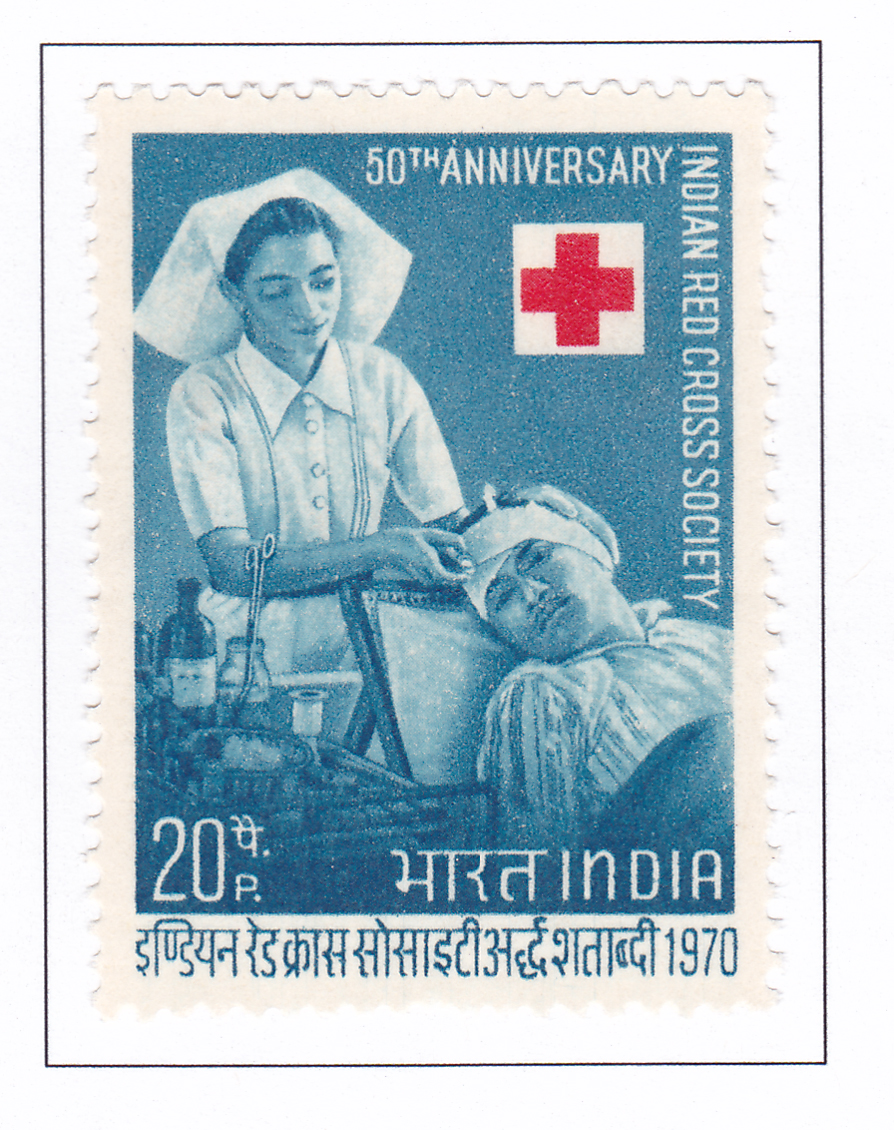 50TH ANNIVERSARY
INDIAN RED CROSS SOCIETY
20 पै.
P.
भारत INDIA
इण्डियन रेड क्रास सोसाइटी अर्द्ध शताब्दी 1970